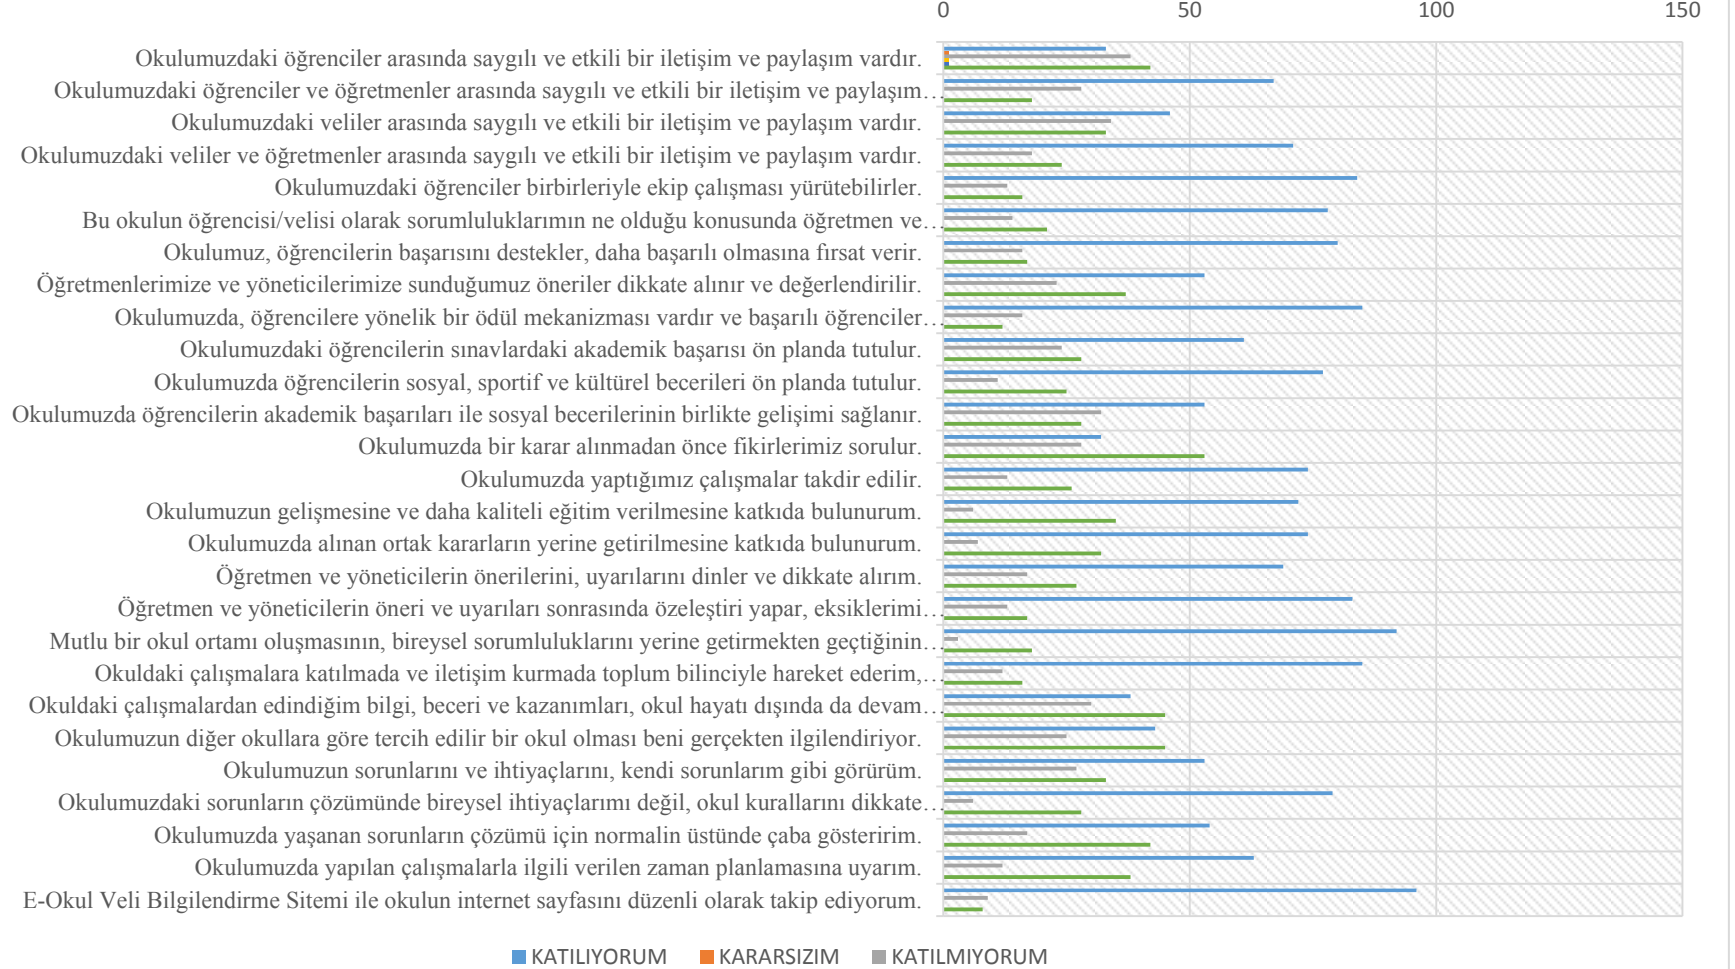 0 50 100 150
Okulumuzdaki öğrenciler arasında saygılı ve etkili bir iletişim ve paylaşım vardır.
Okulumuzdaki öğrenciler ve öğretmenler arasında saygılı ve etkili bir iletişim ve paylaşım…
Okulumuzdaki veliler arasında saygılı ve etkili bir iletişim ve paylaşım vardır.
Okulumuzdaki veliler ve öğretmenler arasında saygılı ve etkili bir iletişim ve paylaşım vardır.
Okulumuzdaki öğrenciler birbirleriyle ekip çalışması yürütebilirler.
Bu okulun öğrencisi/velisi olarak sorumluluklarımın ne olduğu konusunda öğretmen ve…
Okulumuz, öğrencilerin başarısını destekler, daha başarılı olmasına fırsat verir.
Öğretmenlerimize ve yöneticilerimize sunduğumuz öneriler dikkate alınır ve değerlendirilir.
Okulumuzda, öğrencilere yönelik bir ödül mekanizması vardır ve başarılı öğrenciler…
Okulumuzdaki öğrencilerin sınavlardaki akademik başarısı ön planda tutulur.
Okulumuzda öğrencilerin sosyal, sportif ve kültürel becerileri ön planda tutulur.
Okulumuzda öğrencilerin akademik başarıları ile sosyal becerilerinin birlikte gelişimi sağlanır.
Okulumuzda bir karar alınmadan önce fikirlerimiz sorulur.
Okulumuzda yaptığımız çalışmalar takdir edilir.
Okulumuzun gelişmesine ve daha kaliteli eğitim verilmesine katkıda bulunurum.
Okulumuzda alınan ortak kararların yerine getirilmesine katkıda bulunurum.
Öğretmen ve yöneticilerin önerilerini, uyarılarını dinler ve dikkate alırım.
Öğretmen ve yöneticilerin öneri ve uyarıları sonrasında özeleştiri yapar, eksiklerimi…
Mutlu bir okul ortamı oluşmasının, bireysel sorumluluklarını yerine getirmekten geçtiğinin…
Okuldaki çalışmalara katılmada ve iletişim kurmada toplum bilinciyle hareket ederim,…
Okuldaki çalışmalardan edindiğim bilgi, beceri ve kazanımları, okul hayatı dışında da devam…
Okulumuzun diğer okullara göre tercih edilir bir okul olması beni gerçekten ilgilendiriyor.
Okulumuzun sorunlarını ve ihtiyaçlarını, kendi sorunlarım gibi görürüm.
Okulumuzdaki sorunların çözümünde bireysel ihtiyaçlarımı değil, okul kurallarını dikkate…
Okulumuzda yaşanan sorunların çözümü için normalin üstünde çaba gösteririm.
Okulumuzda yapılan çalışmalarla ilgili verilen zaman planlamasına uyarım.
E-Okul Veli Bilgilendirme Sitemi ile okulun internet sayfasını düzenli olarak takip ediyorum.
KATILIYORUM KARARSIZIM KATILMIYORUM